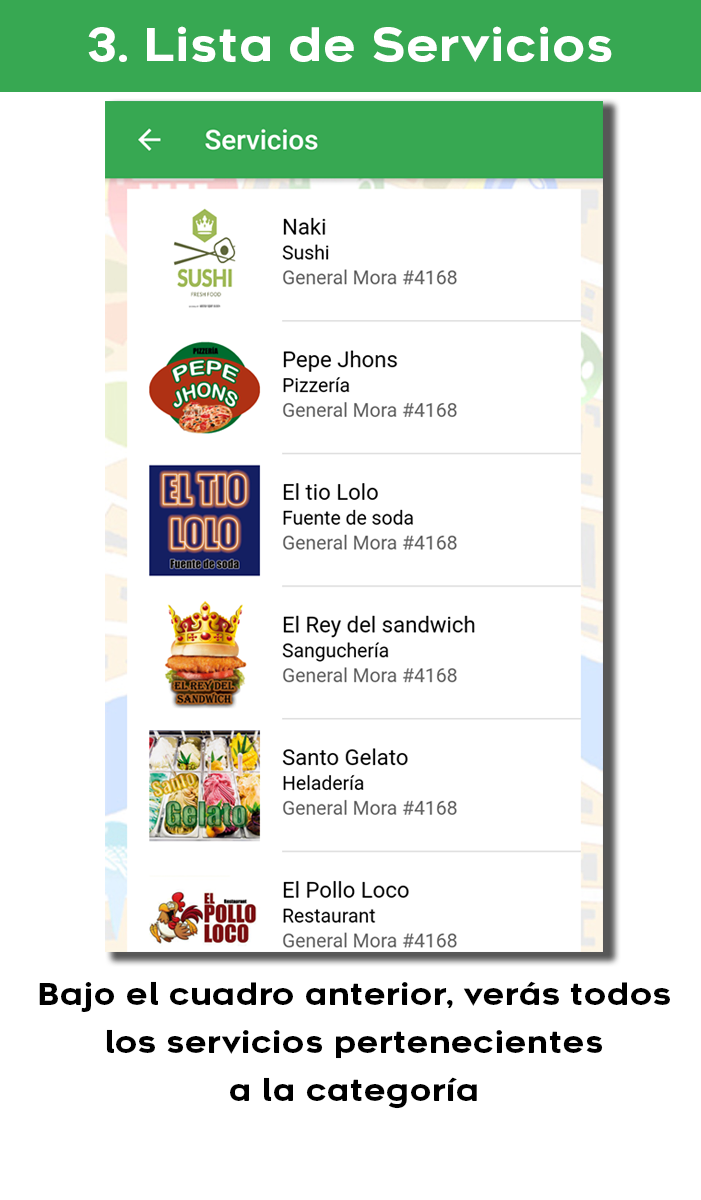 3. Lista de Servicios
Servicios
SUSHI
FRESH FOOD
Naki
Sushi
General Mora #4168
PIZZERÍA
PEPE
JHONS
Pepe Jhons
Pizzería
General Mora #4168
EL TIO
LOLO
Fuente de soda
El tio Lolo
Fuente de soda
General Mora #4168
EL REY DEL
SANDWICH
El Rey del sandwich
Sanguchería
General Mora #4168
Santo
Gelato
Santo Gelato
Heladería
General Mora #4168
EL Restaurant
POLLO
LOCO
El Pollo Loco
Restaurant
General Mora #4168
Bajo el cuadro anterior, verás todos
los servicios pertenecientes
a la categoría